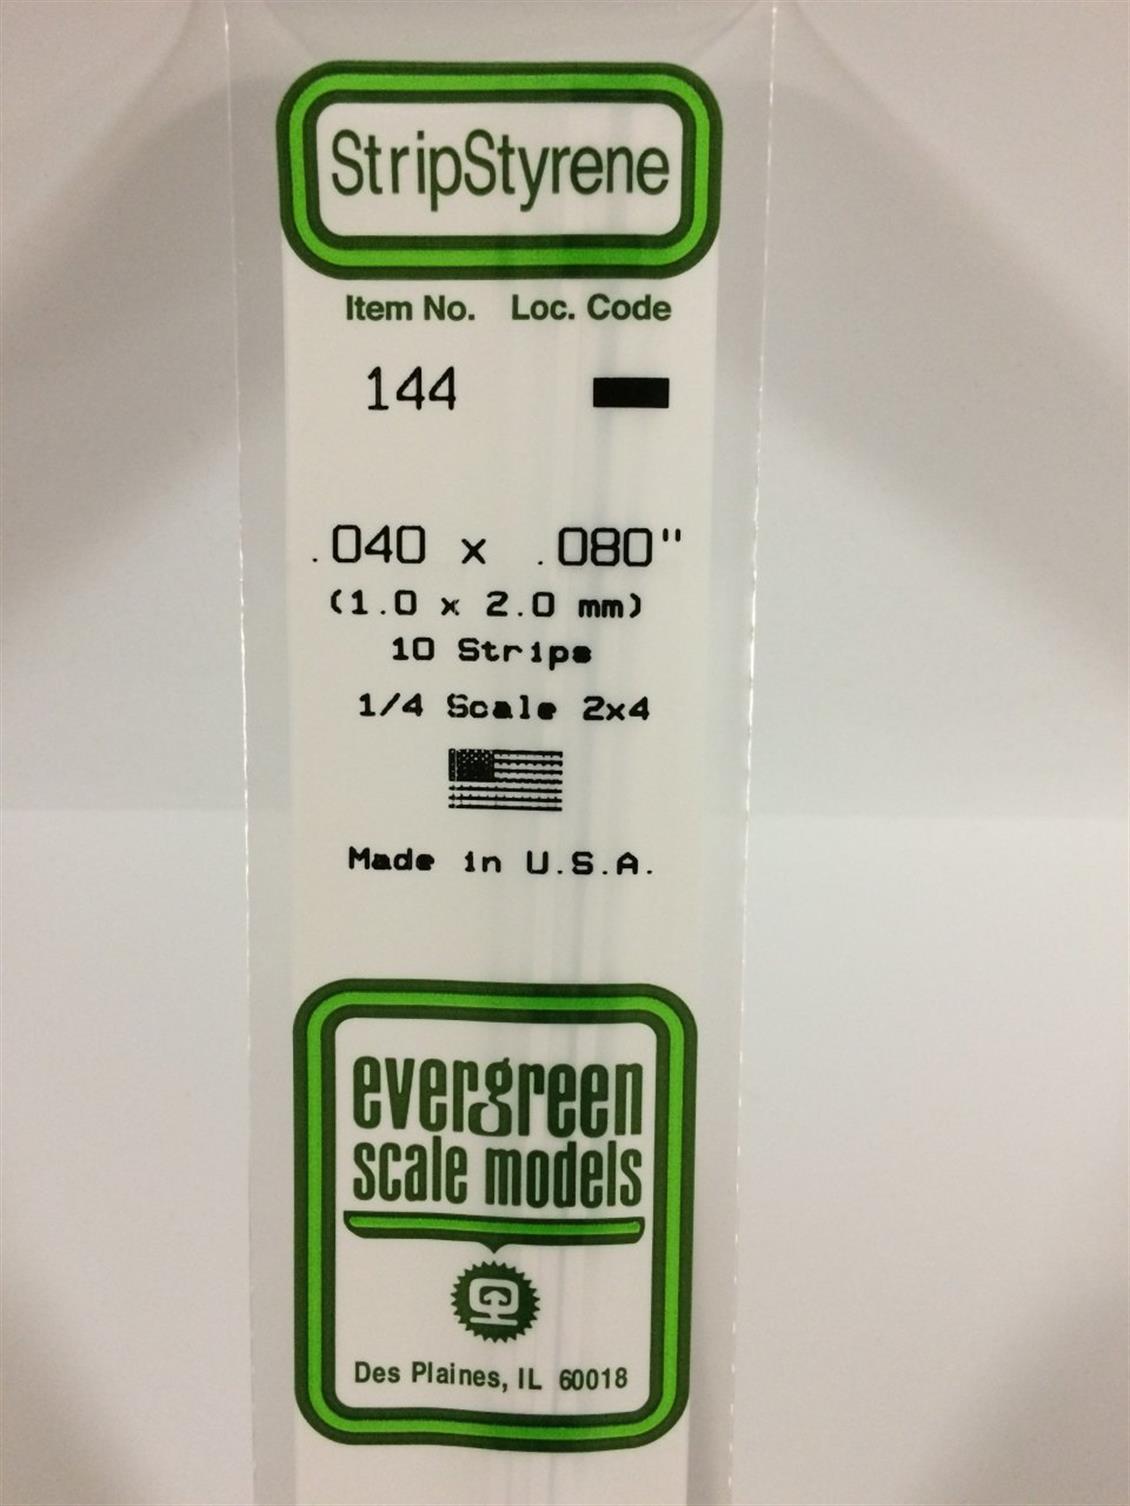 StripStyrene
Item No. Loc. Code
144
.040 x .080"
(1.0 x 2.0 mm)
10 Strips
1/4 Scale 2x4
Made in U.S.A.
evergreen
scale models
Des Plaines, IL 60018